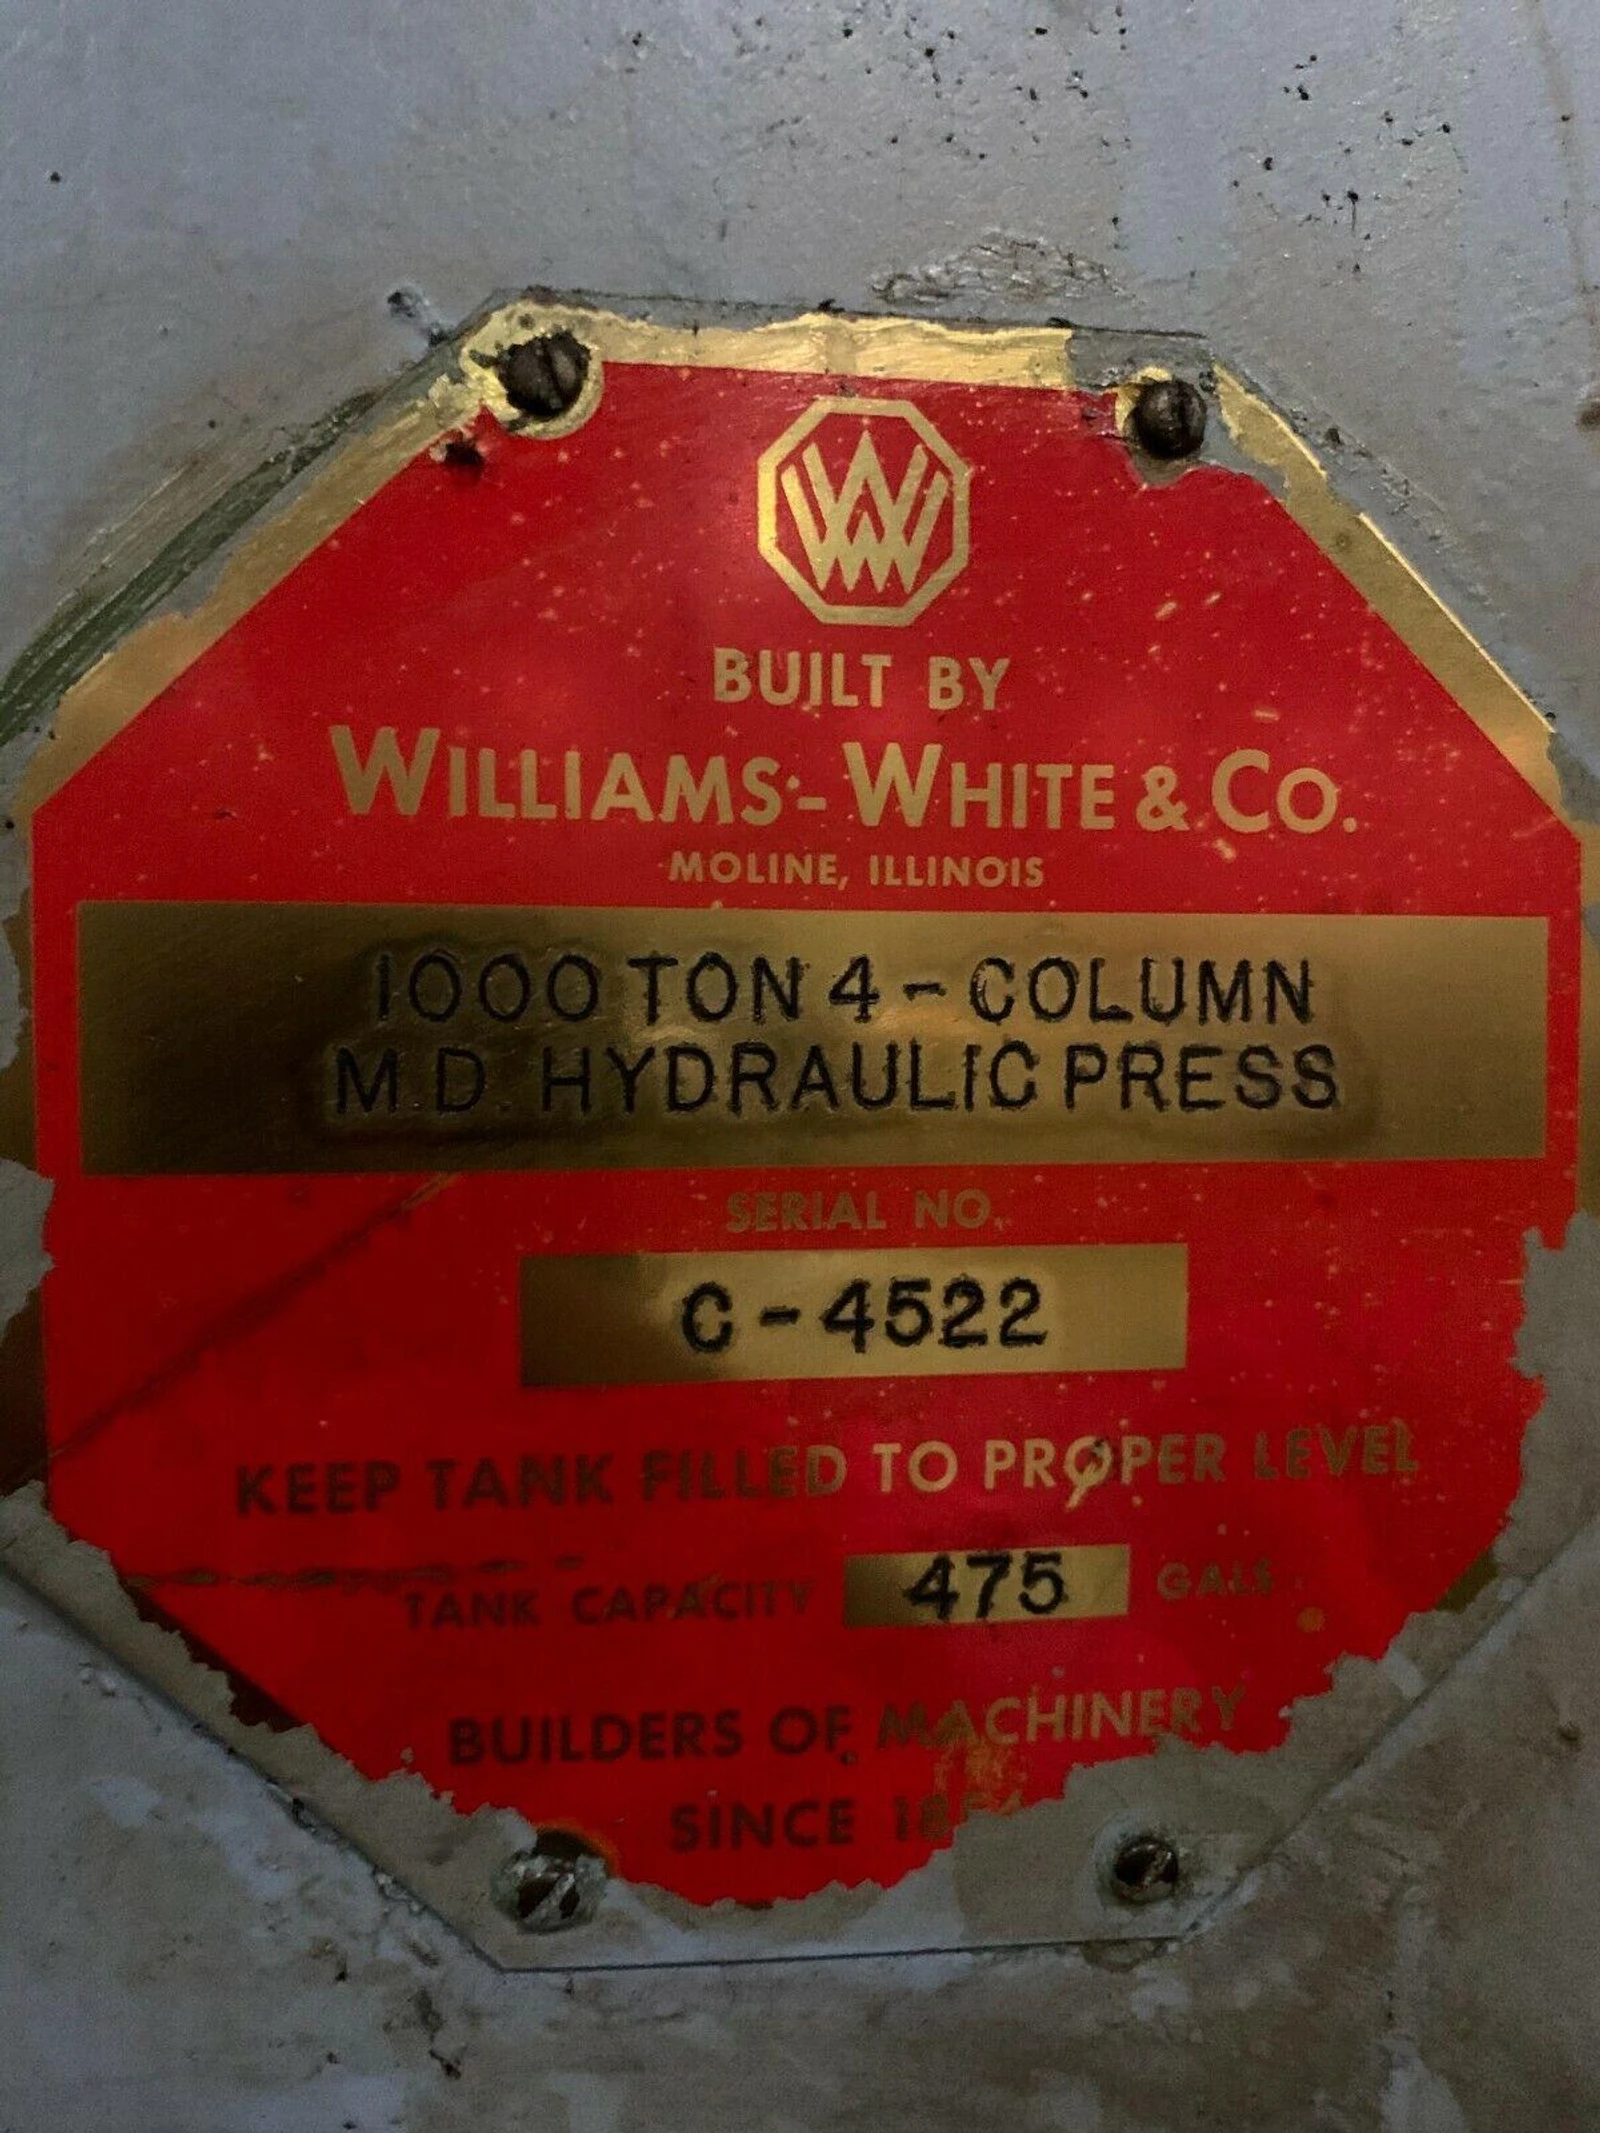 WW
BUILT BY
WILLIAMS-WHITE & CO.
MOLINE, ILLINOIS
1000 TON 4-COLUMN
M.D. HYDRAULIC PRESS
SERIAL NO.
C-4522
KEEP TANK FILLED TO PROPER LEVEL
TANK CAPACITY 475 GALS
BUILDERS OF MACHINERY
SINCE